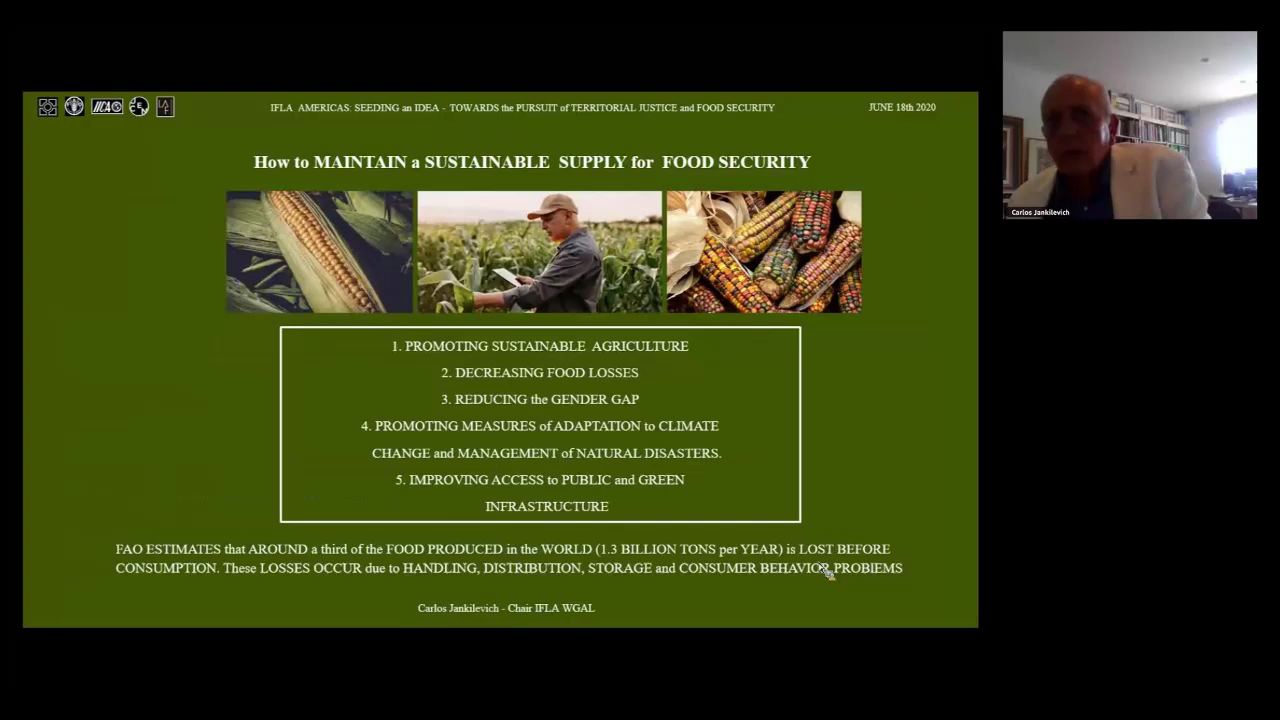 IICA
IFLA AMERICAS: SEEDING an IDEA - TOWARDS the PURSUIT of TERRITORIAL JUSTICE and FOOD SECURITY
JUNE 18th 2020
How to MAINTAIN a SUSTAINABLE SUPPLY for FOOD SECURITY
1. PROMOTING SUSTAINABLE AGRICULTURE
2. DECREASING FOOD LOSSES
3. REDUCING the GENDER GAP
4. PROMOTING MEASURES of ADAPTATION to CLIMATE
CHANGE and MANAGEMENT of NATURAL DISASTERS.
5. IMPROVING ACCESS to PUBLIC and GREEN
INFRASTRUCTURE
FAO ESTIMATES that AROUND a third of the FOOD PRODUCED in the WORLD (1.3 BILLION TONS per YEAR) is LOST BEFORE
CONSUMPTION. These LOSSES OCCUR due to HANDLING, DISTRIBUTION, STORAGE and CONSUMER BEHAVIOR PROBLEMS
Carlos Jankilevich - Chair IFLA WGAL
Carlos Jankilevich